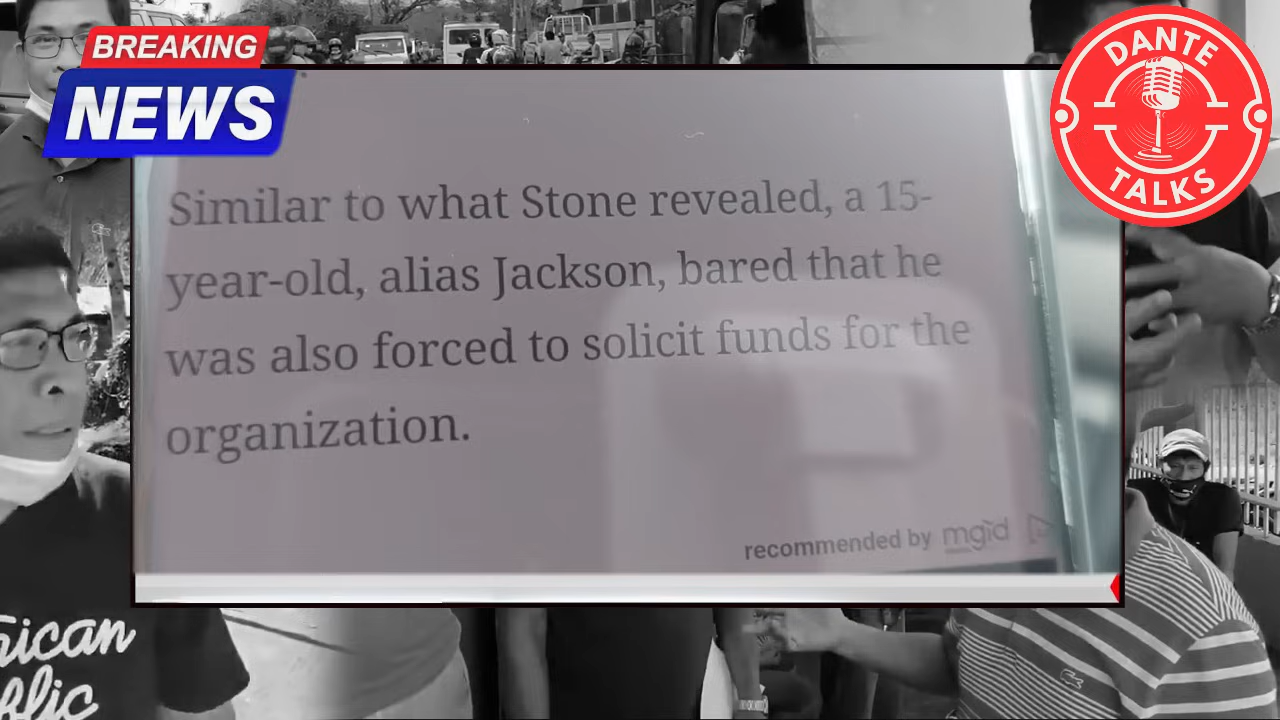 BREAKING
NEWS
DANTE
TALKS
Similar to what Stone revealed, a 15-
year-old, alias Jackson, bared that he
was also forced to solicit funds for the
organization.
recommended by mgid